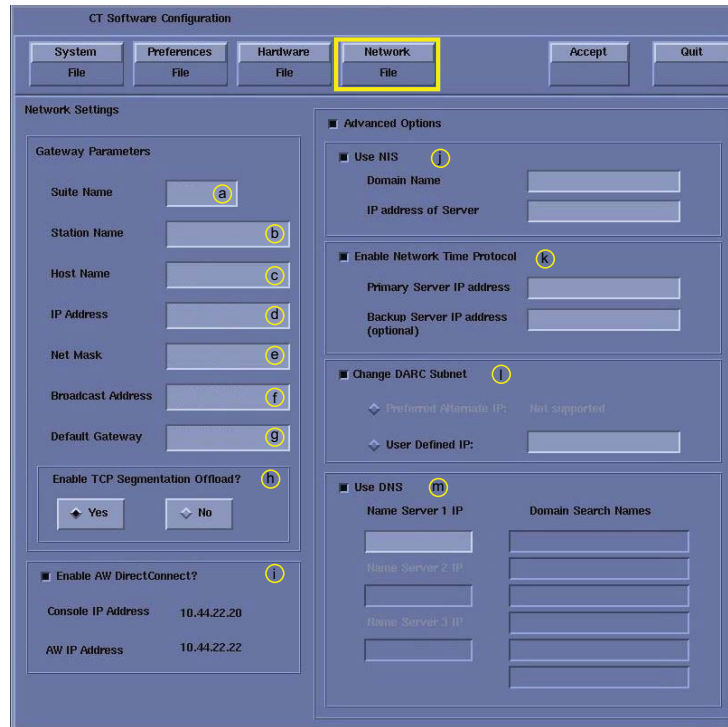 CT Software Configuration
System
File
Preferences
File
Hardware
File
Network
File
Accept
Quit
Network Settings
Gateway Parameters
Suite Name a
Station Name b
Host Name c
IP Address d
Net Mask e
Broadcast Address f
Default Gateway g
Enable TCP Segmentation Offload? h
Yes No
Enable AW DirectConnect? i
Console IP Address 10.44.22.20
AW IP Address 10.44.22.22
Advanced Options
Use NIS j
Domain Name
IP address of Server
Enable Network Time Protocol k
Primary Server IP address
Backup Server IP address
(optional)
Change DARC Subnet l
Preferred Alternate IP: Not supported
User Defined IP:
Use DNS m
Name Server 1 IP Domain Search Names
Name Server 2 IP
Name Server 3 IP